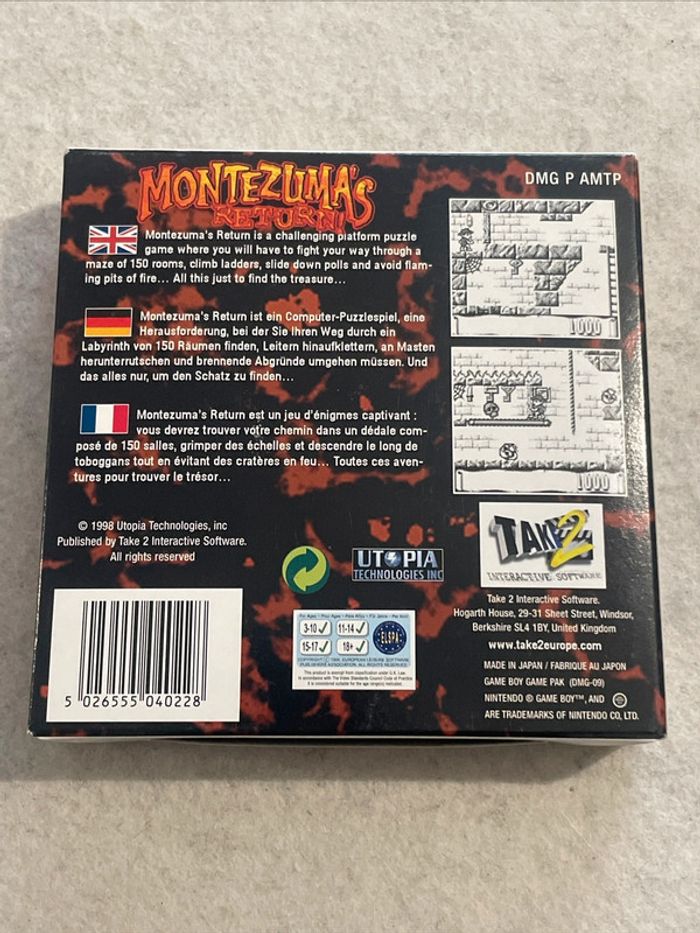 MONTEZUMA'S
RETURN!
DMG P AMTP
Montezuma's Return is a challenging platform puzzle
game where you will have to fight your way through a
maze of 150 rooms, climb ladders, slide down polls and avoid flam-
ing pits of fire... All this just to find the treasure...
Montezuma's Return ist ein Computer-Puzzlespiel, eine
Herausforderung, bei der Sie Ihren Weg durch ein
Labyrinth von 150 Räumen finden, Leitern hinaufklettern, an Masten
herunterrutschen und brennende Abgründe umgehen müssen. Und
das alles nur, um den Schatz zu finden...
Montezuma's Return est un jeu d'énigmes captivant :
vous devrez trouver votre chemin dans un dédale com-
posé de 150 salles, grimper des échelles et descendre le long de
toboggans tout en évitant des cratères en feu... Toutes ces aven-
tures pour trouver le trésor...
1000
1000
© 1998 Utopia Technologies, inc
Published by Take 2 Interactive Software.
All rights reserved
UTOPIA
TECHNOLOGIES INC
TAKE 2
INTERACTIVE SOFTWARE
3-10
11-14
15-17
18+
ELSPA
Take 2 Interactive Software.
Hogarth House, 29-31 Sheet Street, Windsor,
Berkshire SL4 1BY, United Kingdom
www.take2europe.com
MADE IN JAPAN / FABRIQUE AU JAPON
GAME BOY GAME PAK (DMG-09)
NINTENDO ® GAME BOY™, AND
ARE TRADEMARKS OF NINTENDO CO, LTD.
5 026555 040228